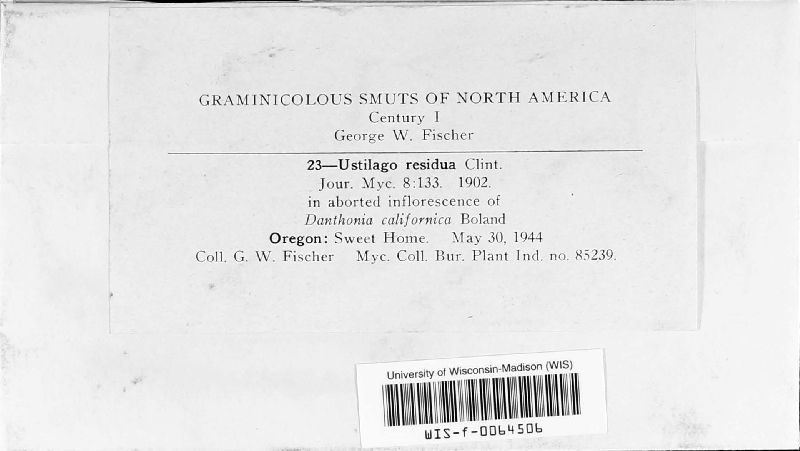 GRAMINICOLOUS SMUTS OF NORTH AMERICA
Century I
George W. Fischer
23—Ustilago residua Clint.
Jour. Myc. 8:133. 1902.
in aborted inflorescence of
Danthonia californica Boland
Oregon: Sweet Home. May 30, 1944
Coll. G. W. Fischer Myc. Coll. Bur. Plant Ind. no. 85239.
University of Wisconsin-Madison (WIS)
WIS-f-0064506